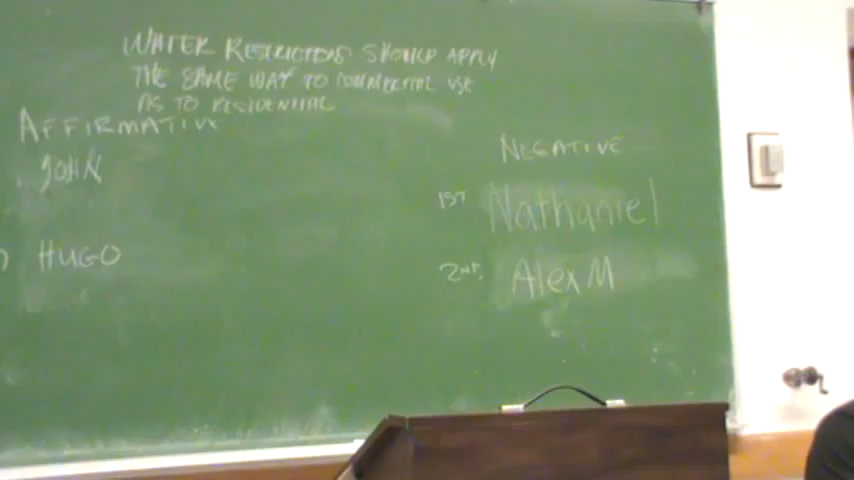 WATER RESTRICTIONS SHOULD APPLY
THE SAME WAY TO COMMERCIAL USE
AS TO RESIDENTIAL
AFFIRMATIVE
JOHN
HUGO
NEGATIVE
1ST Nathaniel
2ND AlexM